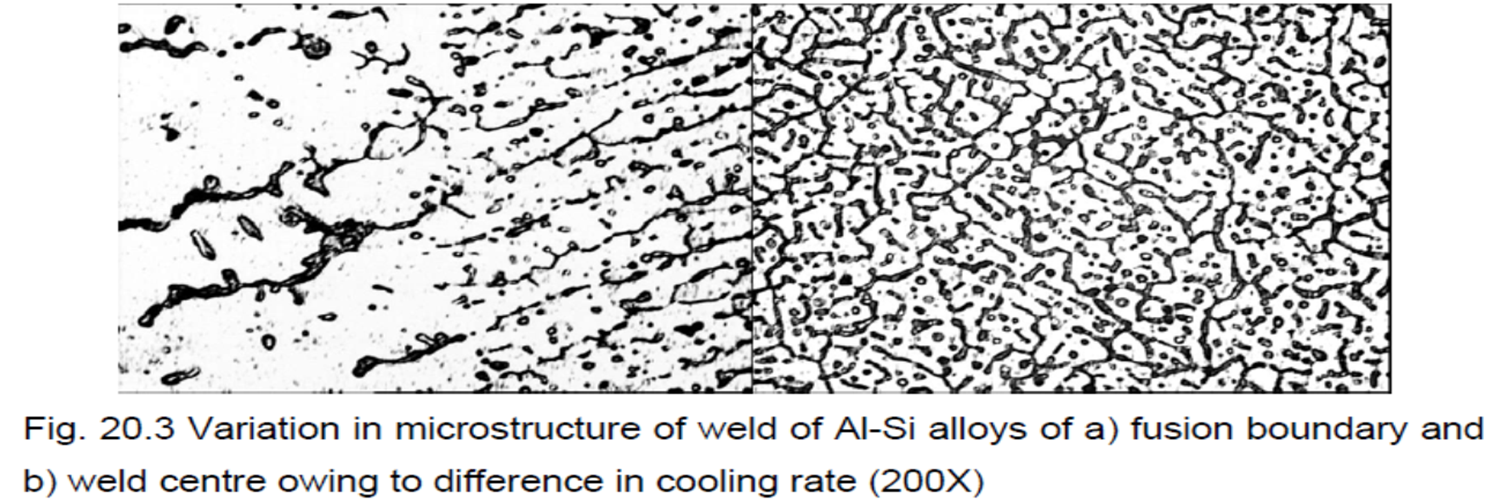 Fig. 20.3 Variation in microstructure of weld of Al-Si alloys of a) fusion boundary and
b) weld centre owing to difference in cooling rate (200X)